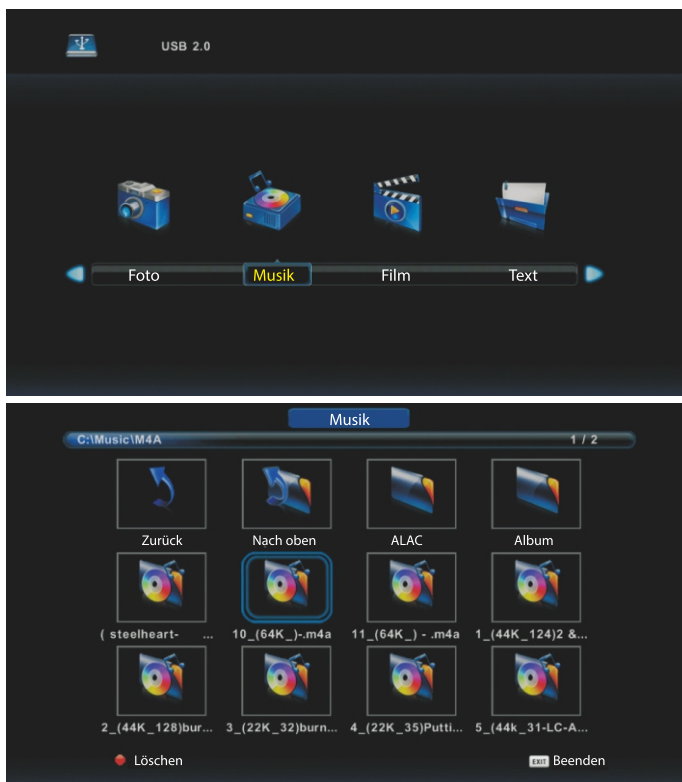 USB 2.0
Foto Musik Film Text
Musik
C:\Music\M4A 1 / 2
Zurück Nach oben ALAC Album
( steelheart- ... 10_(64K_)-.m4a 11_(64K_) - .m4a 1_(44K_124)2 &...
2_(44K_128)bur... 3_(22K_32)burn... 4_(22K_35)Putti... 5_(44k_31-LC-A...
Löschen EXIT Beenden